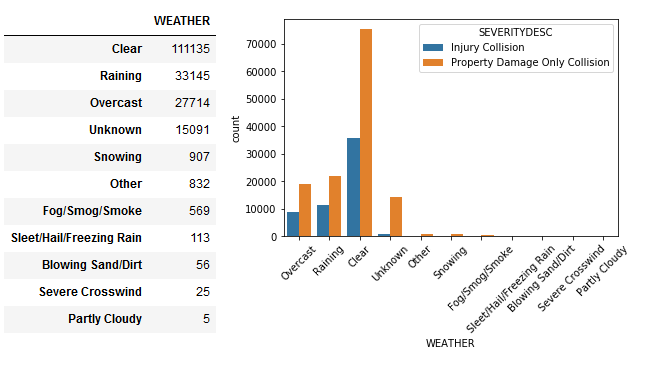 WEATHER
Clear 111135
Raining 33145
Overcast 27714
Unknown 15091
Snowing 907
Other 832
Fog/Smog/Smoke 569
Sleet/Hail/Freezing Rain 113
Blowing Sand/Dirt 56
Severe Crosswind 25
Partly Cloudy 5
SEVERITYDESC
Injury Collision
Property Damage Only Collision
70000
60000
50000
40000
30000
20000
10000
0
count
Overcast
Raining
Clear
Unknown
Other
Snowing
Fog/Smog/Smoke
Sleet/Hail/Freezing Rain
Blowing Sand/Dirt
Severe Crosswind
Partly Cloudy
WEATHER